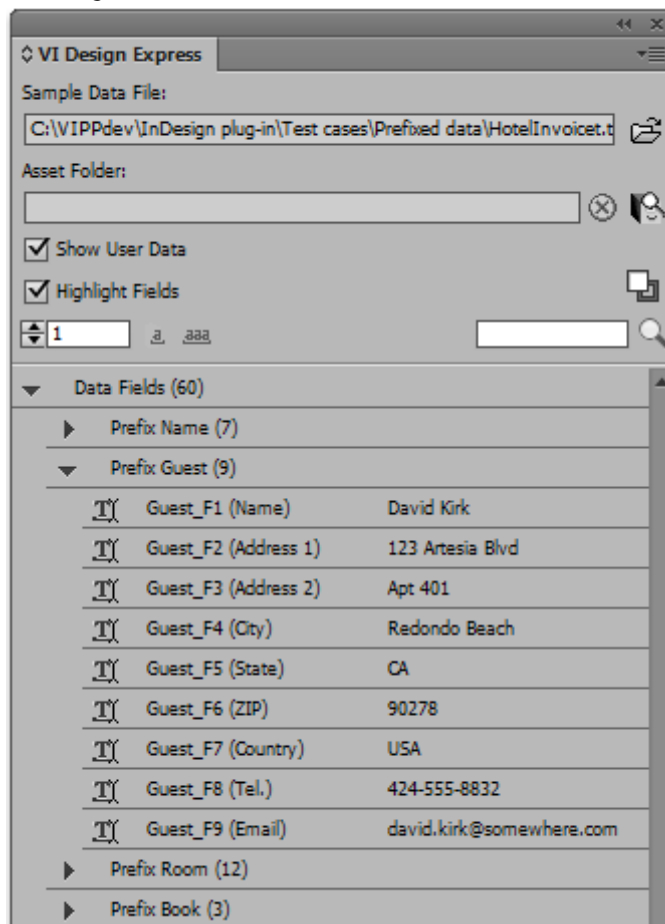 VI Design Express
Sample Data File:
C:\VIPPdev\InDesign plug-in\Test cases\Prefixed data\HotelInvoicet.t
Asset Folder:
Show User Data
Highlight Fields
1 a aaa
Data Fields (60)
Prefix Name (7)
Prefix Guest (9)
Guest_F1 (Name) David Kirk
Guest_F2 (Address 1) 123 Artesia Blvd
Guest_F3 (Address 2) Apt 401
Guest_F4 (City) Redondo Beach
Guest_F5 (State) CA
Guest_F6 (ZIP) 90278
Guest_F7 (Country) USA
Guest_F8 (Tel.) 424-555-8832
Guest_F9 (Email) david.kirk@somewhere.com
Prefix Room (12)
Prefix Book (3)